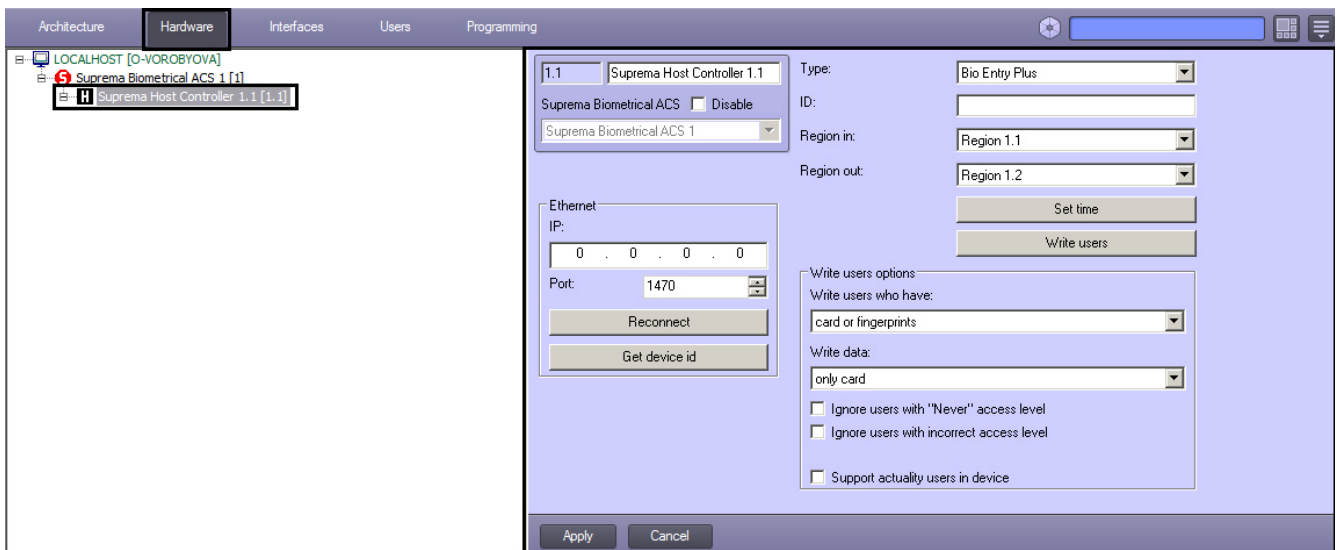 Architecture Hardware Interfaces Users Programming
LOCALHOST [O-VOROBYOVA]
Suprema Biometrical ACS 1 [1]
Suprema Host Controller 1.1 [1.1]
1.1 Suprema Host Controller 1.1
Suprema Biometrical ACS Disable
Suprema Biometrical ACS 1
Ethernet
IP:
0 . 0 . 0 . 0
Port: 1470
Reconnect
Get device id
Type: Bio Entry Plus
ID:
Region in: Region 1.1
Region out: Region 1.2
Set time
Write users
Write users options
Write users who have:
card or fingerprints
Write data:
only card
Ignore users with "Never" access level
Ignore users with incorrect access level
Support actuality users in device
Apply Cancel